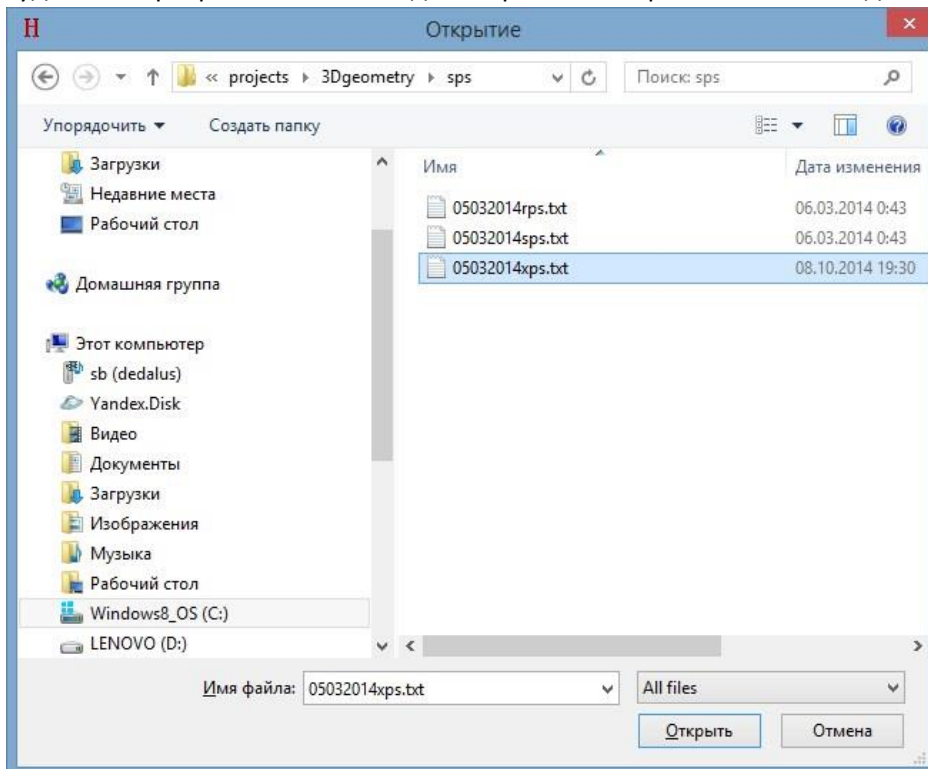 H Открытие
« projects ▸ 3Dgeometry ▸ sps Поиск: sps
Упорядочить Создать папку
Загрузки
Недавние места
Рабочий стол
Домашняя группа
Этот компьютер
sb (dedalus)
Yandex.Disk
Видео
Документы
Загрузки
Изображения
Музыка
Рабочий стол
Windows8_OS (C:)
LENOVO (D:)
Имя Дата изменения
05032014rps.txt 06.03.2014 0:43
05032014sps.txt 06.03.2014 0:43
05032014xps.txt 08.10.2014 19:30
Имя файла: 05032014xps.txt All files
Открыть Отмена